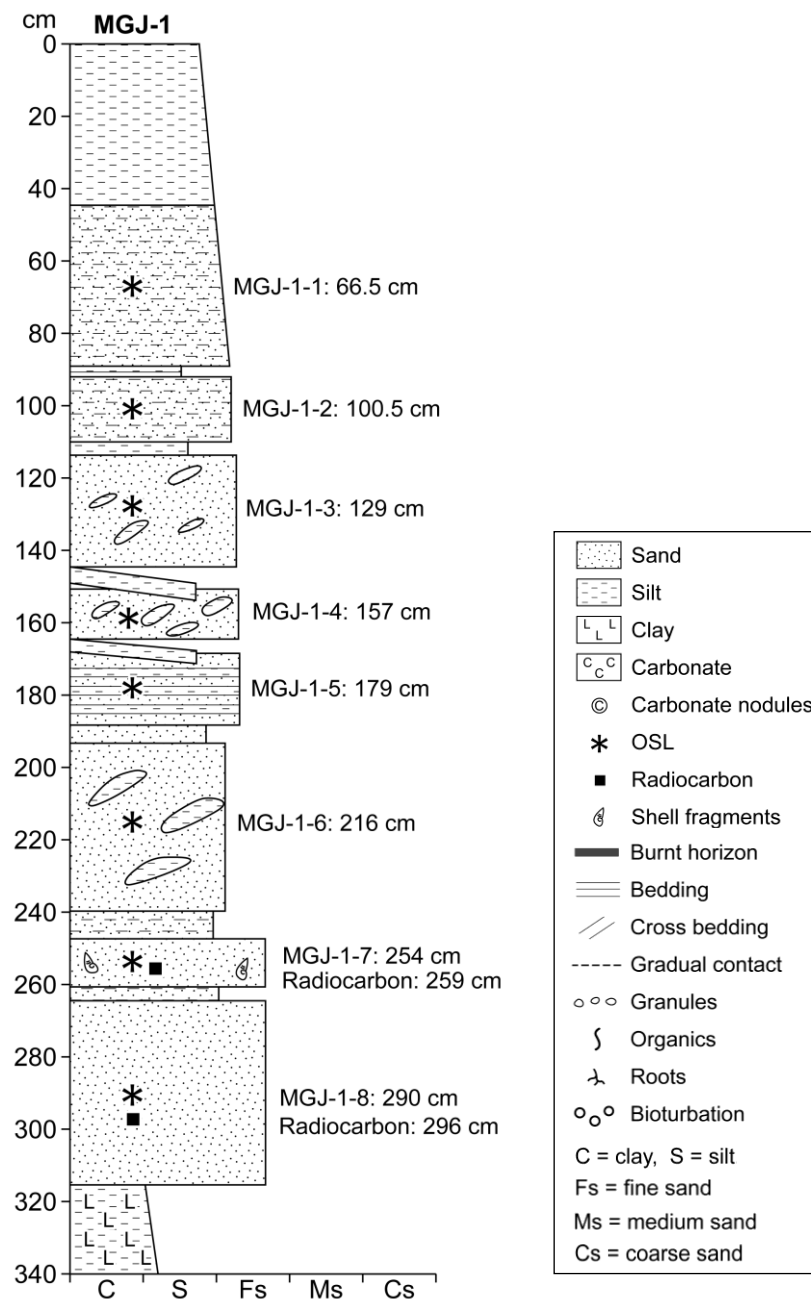 cm
MGJ-1
0
20
40
60
80
100
120
140
160
180
200
220
240
260
280
300
320
340
MGJ-1-1: 66.5 cm
MGJ-1-2: 100.5 cm
MGJ-1-3: 129 cm
MGJ-1-4: 157 cm
MGJ-1-5: 179 cm
MGJ-1-6: 216 cm
MGJ-1-7: 254 cm
Radiocarbon: 259 cm
MGJ-1-8: 290 cm
Radiocarbon: 296 cm
L L
L
L L
L L
C S Fs Ms Cs
Sand
Silt
L L
L
Clay
C C
C
Carbonate
© Carbonate nodules
OSL
Radiocarbon
Shell fragments
Burnt horizon
Bedding
Cross bedding
Gradual contact
Granules
Organics
Roots
Bioturbation
C = clay, S = silt
Fs = fine sand
Ms = medium sand
Cs = coarse sand